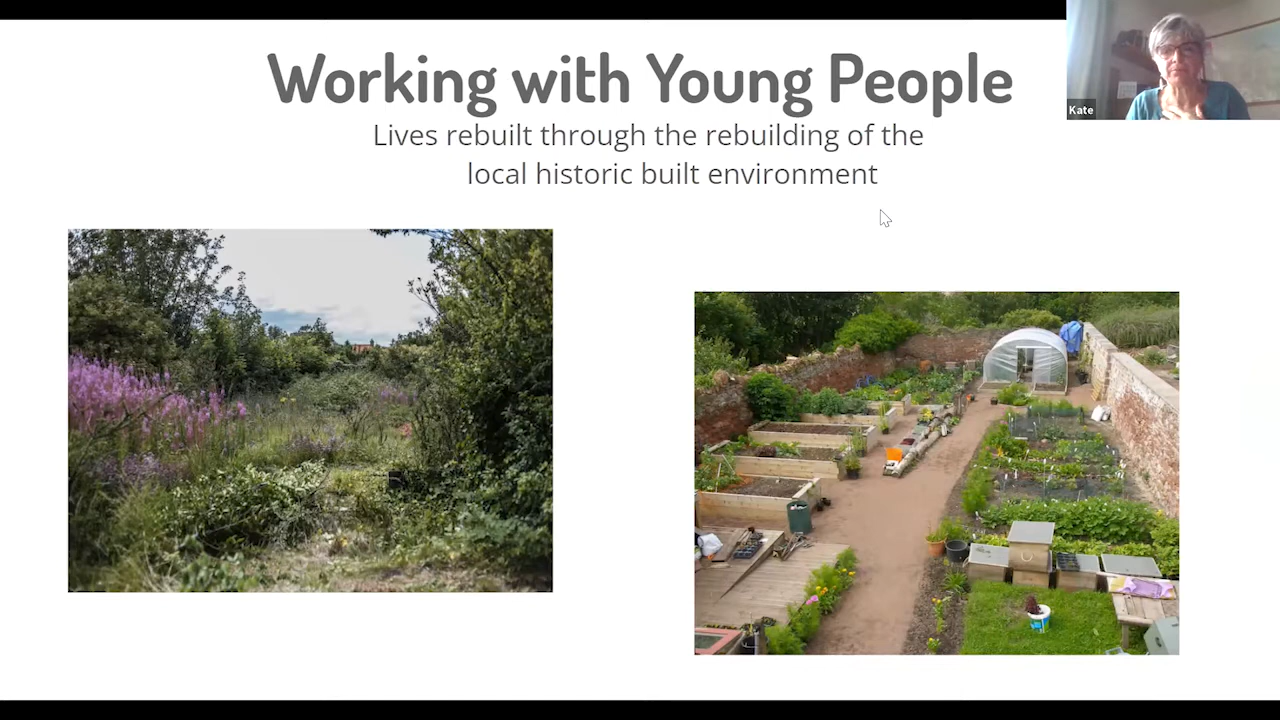 Working with Young People
Lives rebuilt through the rebuilding of the
local historic built environment
Kate